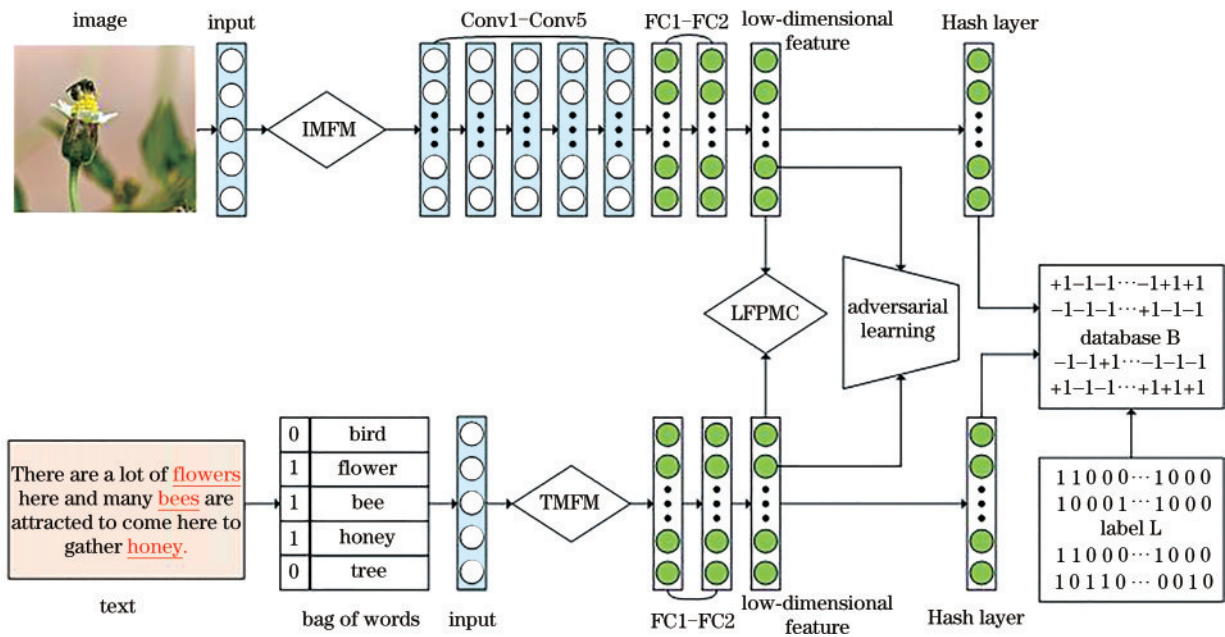 image
input
Conv1–Conv5
FC1–FC2
low-dimensional
feature
Hash layer
IMFM
LFPMC
adversarial
learning
+1–1–1···–1+1+1
–1–1–1···+1–1–1
database B
–1–1+1···–1–1–1
+1–1–1···+1+1+1
There are a lot of flowers
here and many bees are
attracted to come here to
gather honey.
text
0 bird
1 flower
1 bee
1 honey
0 tree
bag of words
input
TMFM
FC1–FC2
low-dimensional
feature
Hash layer
1 1 0 0 0 ··· 1 0 0 0
1 0 0 0 1 ··· 1 0 0 0
label L
1 1 0 0 0 ··· 1 0 0 0
1 0 1 1 0 ··· 0 0 1 0